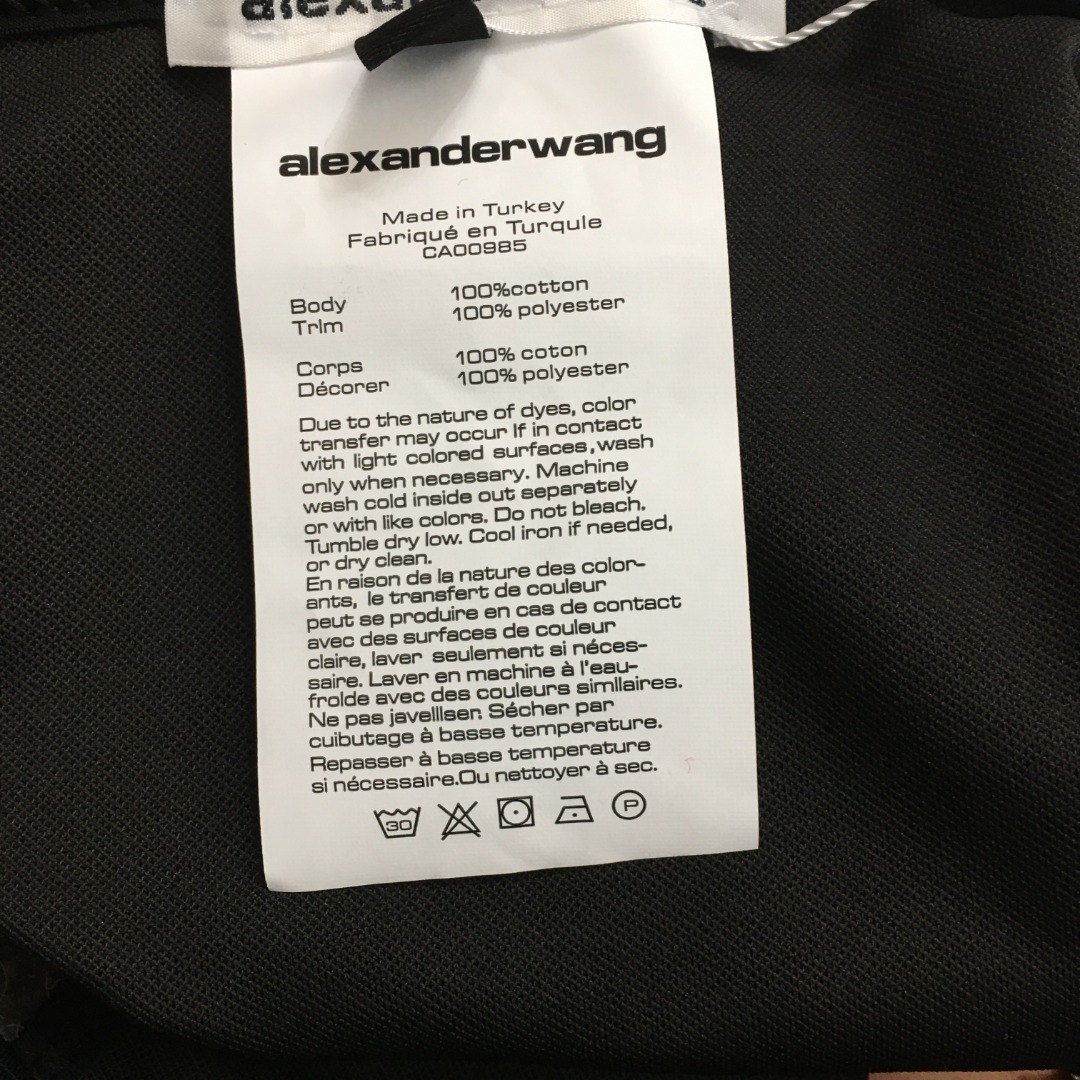 alexanderwang
Made in Turkey
Fabriqué en Turqule
CA00985
Body 100%cotton
Trlm 100% polyester
Corps 100% coton
Décorer 100% polyester
Due to the nature of dyes, color
transfer may occur If in contact
with light colored surfaces,wash
only when necessary. Machine
wash cold inside out separately
or with like colors. Do not bleach.
Tumble dry low. Cool iron if needed,
or dry clean.
En raison de la nature des color-
ants, le transfert de couleur
peut se produire en cas de contact
avec des surfaces de couleur
claire, laver seulement si néces-
saire. Laver en machine à l'eau-
frolde avec des couleurs simllaires.
Ne pas javelllser. Sécher par
cuibutage à basse temperature.
Repasser à basse temperature
si nécessaire.Ou nettoyer à sec.
30 P